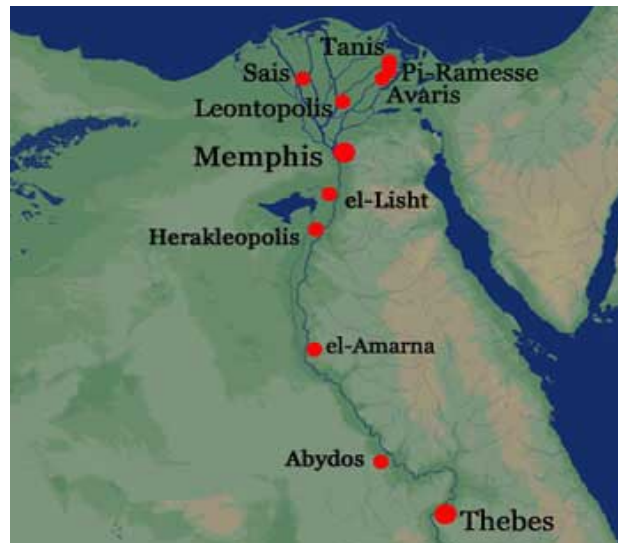 Tanis
Sais
Pi-Ramesse
Avaris
Leontopolis
Memphis
el-Lisht
Herakleopolis
el-Amarna
Abydos
Thebes